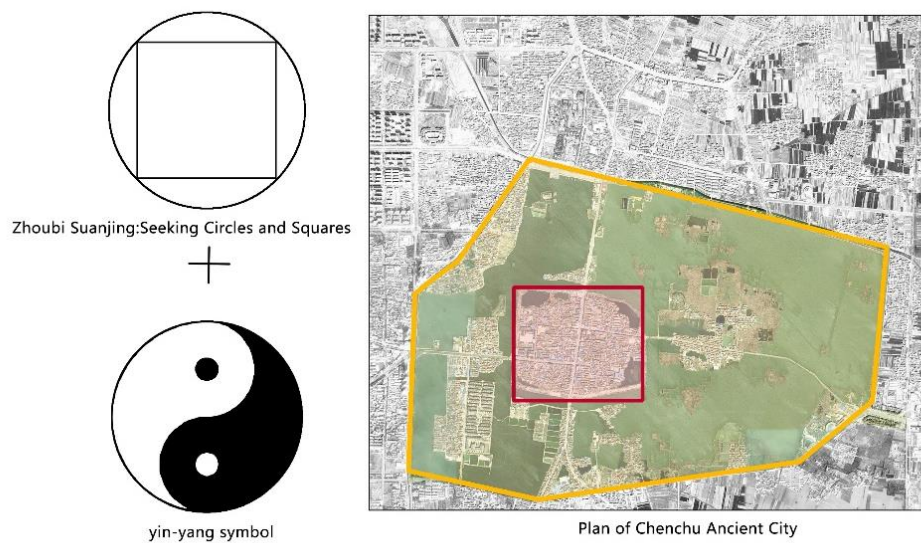 Zhoubi Suanjing:Seeking Circles and Squares
yin-yang symbol
Plan of Chenchu Ancient City